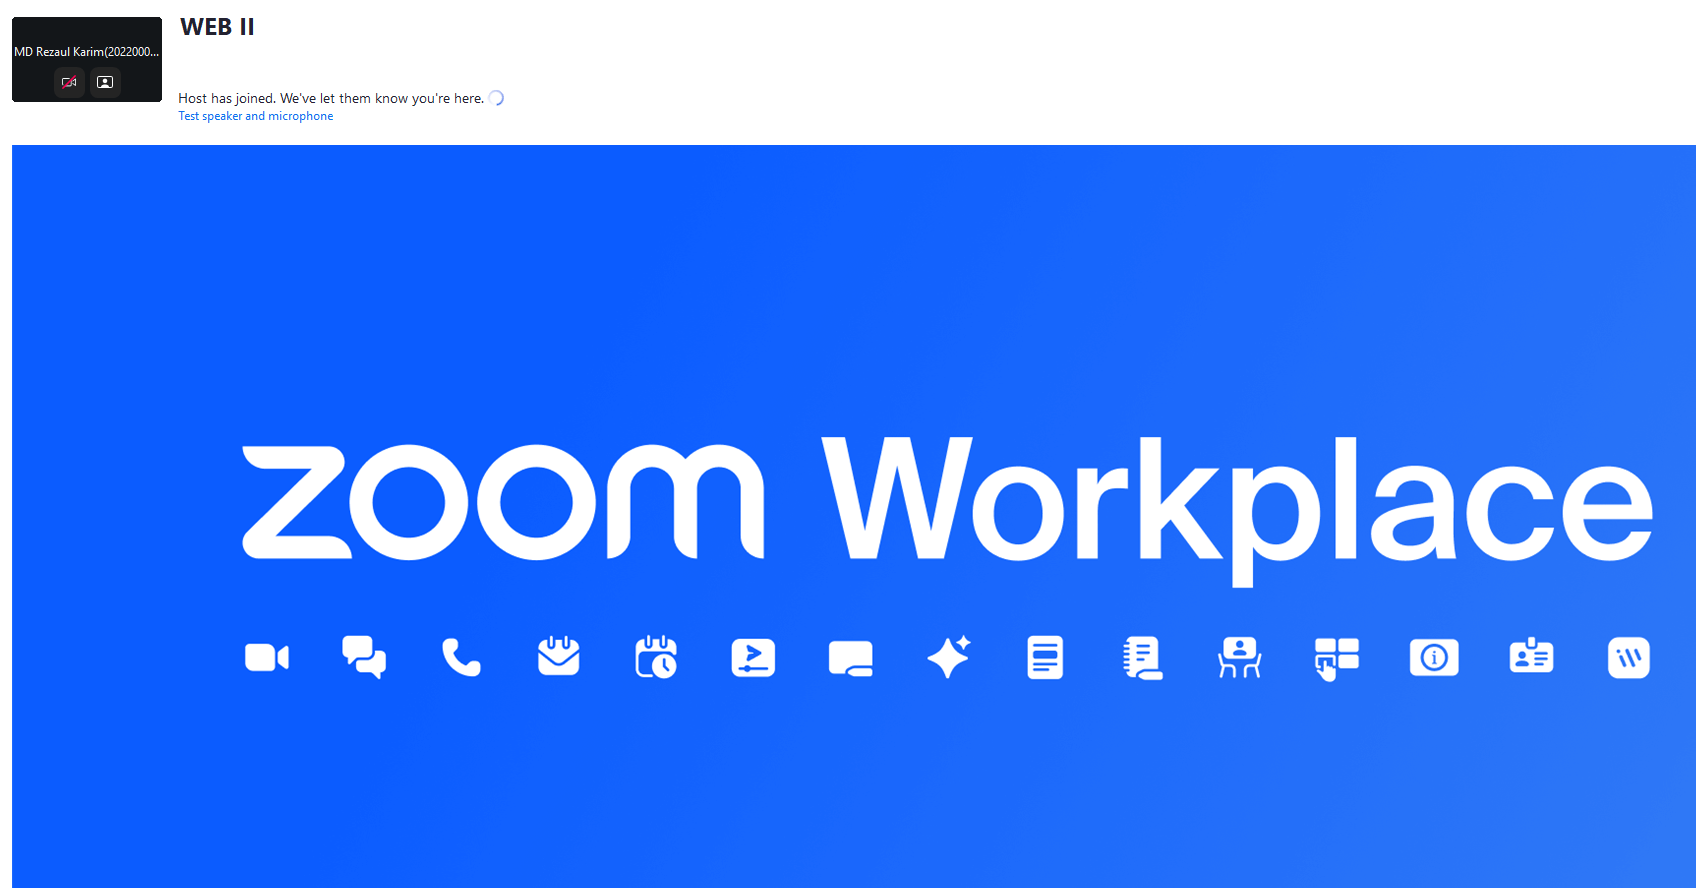 WEB II
MD Rezaul Karim(2022000...
Host has joined. We've let them know you're here.
Test speaker and microphone
zoom Workplace